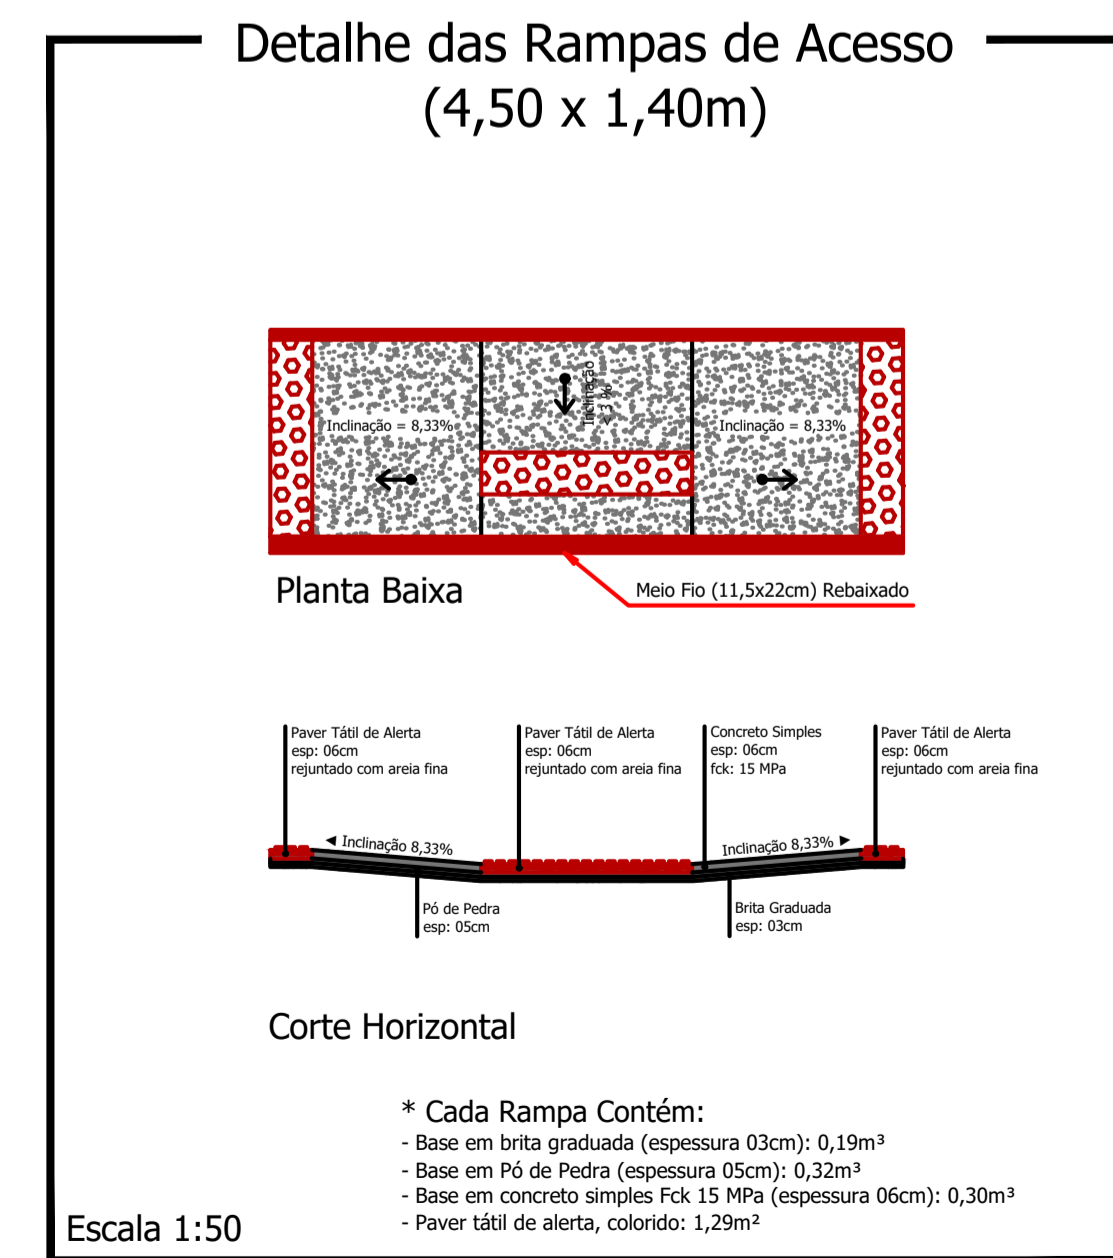 Detalhe das Rampas de Acesso
(4,50 x 1,40m)
Inclinação
< 3 %
Inclinação = 8,33%
Inclinação = 8,33%
Planta Baixa
Meio Fio (11,5x22cm) Rebaixado
Paver Tátil de Alerta
esp: 06cm
rejuntado com areia fina
Paver Tátil de Alerta
esp: 06cm
rejuntado com areia fina
Concreto Simples
esp: 06cm
fck: 15 MPa
Paver Tátil de Alerta
esp: 06cm
rejuntado com areia fina
◄ Inclinação 8,33%
Inclinação 8,33% ►
Pó de Pedra
esp: 05cm
Brita Graduada
esp: 03cm
Corte Horizontal
* Cada Rampa Contém:
- Base em brita graduada (espessura 03cm): 0,19m³
- Base em Pó de Pedra (espessura 05cm): 0,32m³
- Base em concreto simples Fck 15 MPa (espessura 06cm): 0,30m³
- Paver tátil de alerta, colorido: 1,29m²
Escala 1:50